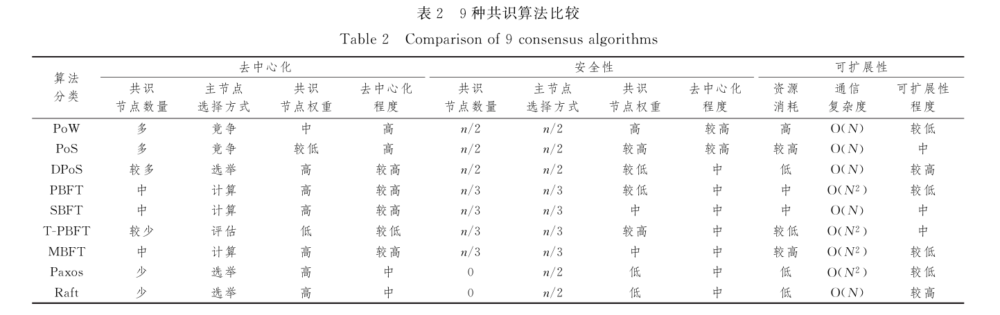 表 2 9 种共识算法比较
Table 2 Comparison of 9 consensus algorithms
算法分类 去中心化 安全性 可扩展性
共识 主节点 共识 去中心化 共识 主节点 共识 去中心化 资源 通信 可扩展性
节点数量 选择方式 节点权重 程度 节点数量 选择方式 节点权重 程度 消耗 复杂度 程度
PoW 多 竞争 中 高 n/2 n/2 高 较高 高 O(N) 较低
PoS 多 竞争 较低 高 n/2 n/2 较高 较高 较高 O(N) 中
DPoS 较多 选举 高 较高 n/2 n/2 较低 中 低 O(N) 较高
PBFT 中 计算 高 较高 n/3 n/3 较低 中 中 O(N²) 较低
SBFT 中 计算 高 较高 n/3 n/3 中 中 中 O(N) 中
T-PBFT 较少 评估 低 较低 n/3 n/3 较高 中 较低 O(N²) 中
MBFT 中 计算 高 较高 n/3 n/3 中 中 较高 O(N²) 较低
Paxos 少 选举 高 中 0 n/2 低 中 低 O(N²) 较低
Raft 少 选举 高 中 0 n/2 低 中 低 O(N) 较高